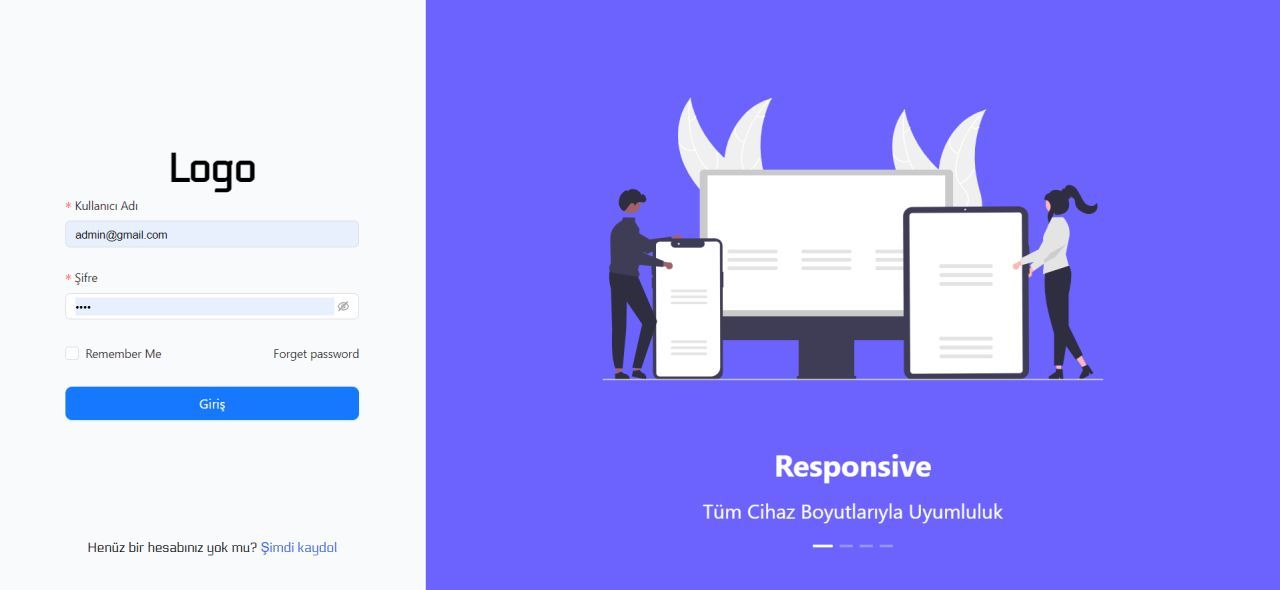 Logo
* Kullanıcı Adı
admin@gmail.com
* Şifre
••••
Remember Me
Forget password
Giriş
Henüz bir hesabınız yok mu? Şimdi kaydol
Responsive
Tüm Cihaz Boyutlarıyla Uyumluluk